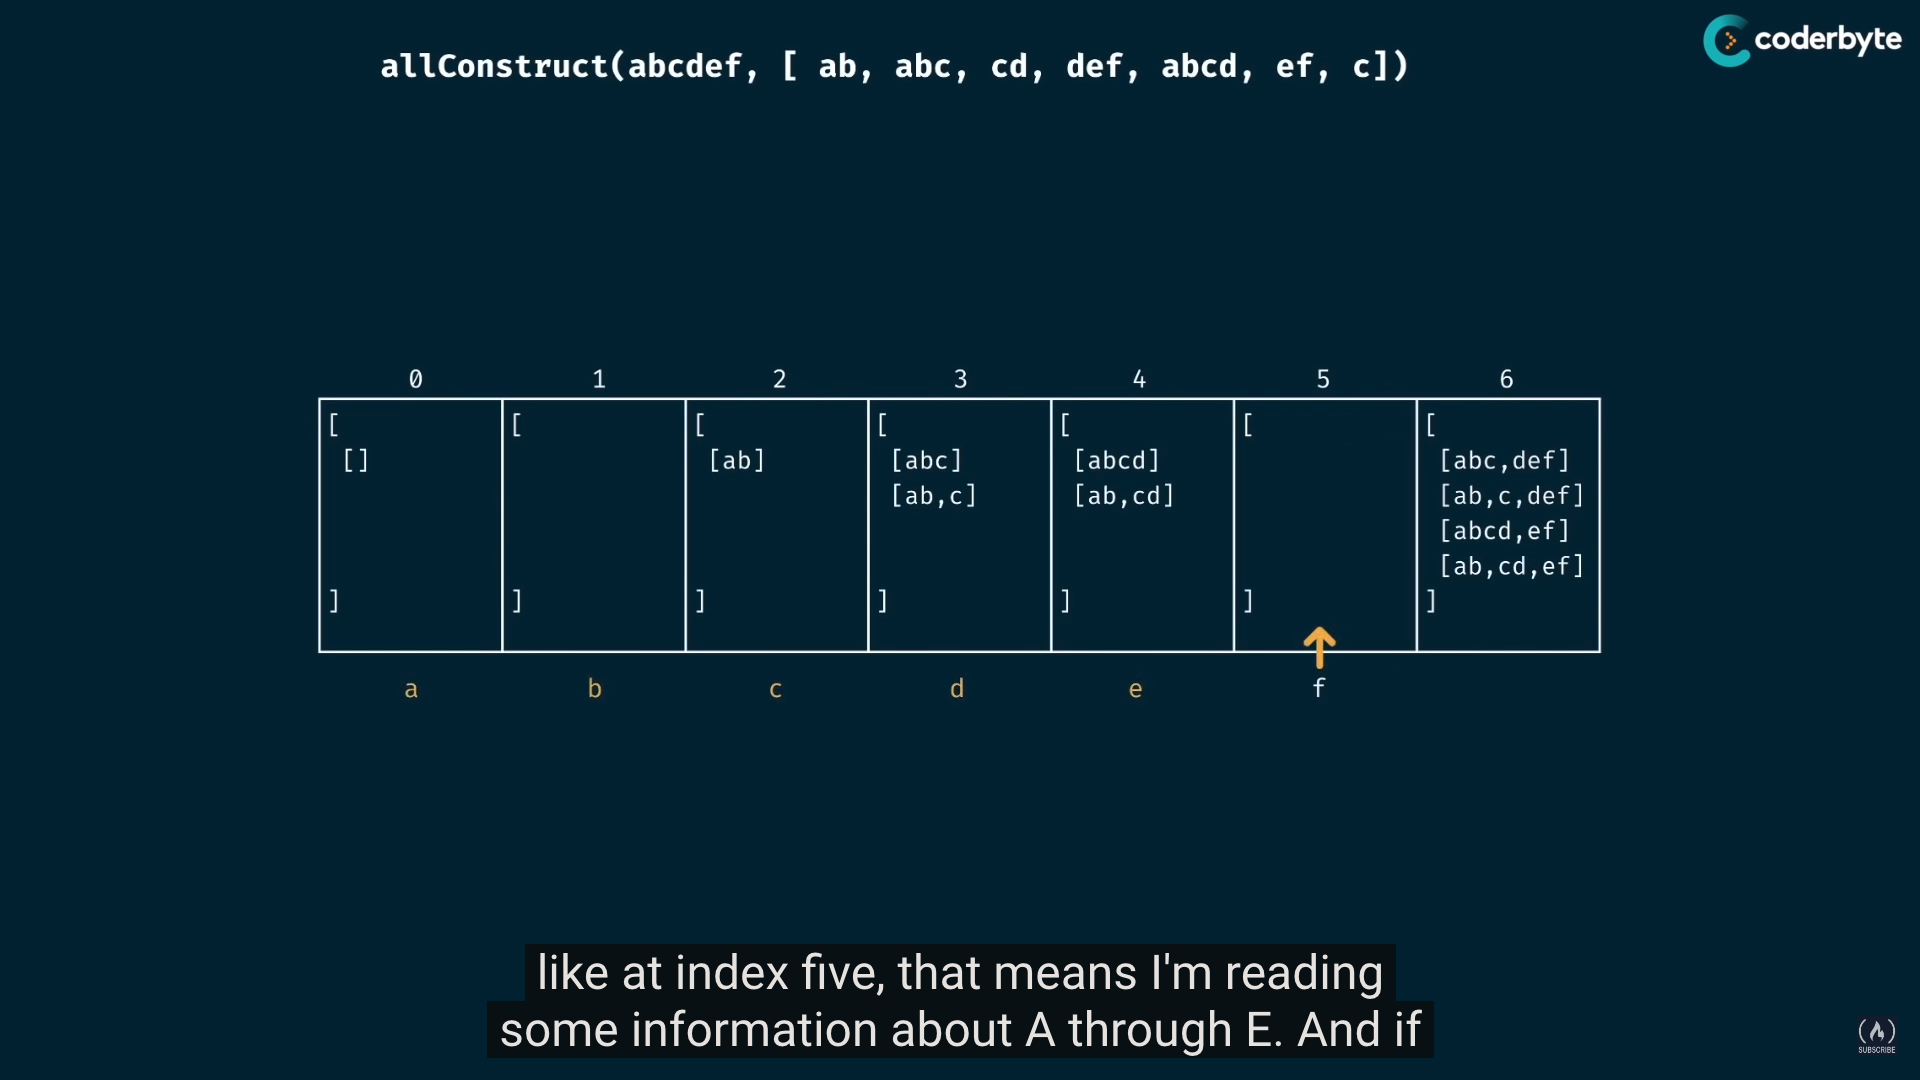 coderbyte
allConstruct(abcdef, [ ab, abc, cd, def, abcd, ef, c])
0 1 2 3 4 5 6
[ [ [ [ [ [ [
[] [ab] [abc] [abcd] [abc,def]
[ab,c] [ab,cd] [ab,c,def]
[abcd,ef]
[ab,cd,ef]
] ] ] ] ] ] ]
a b c d e f
like at index five, that means I'm reading
some information about A through E. And if
SUBSCRIBE